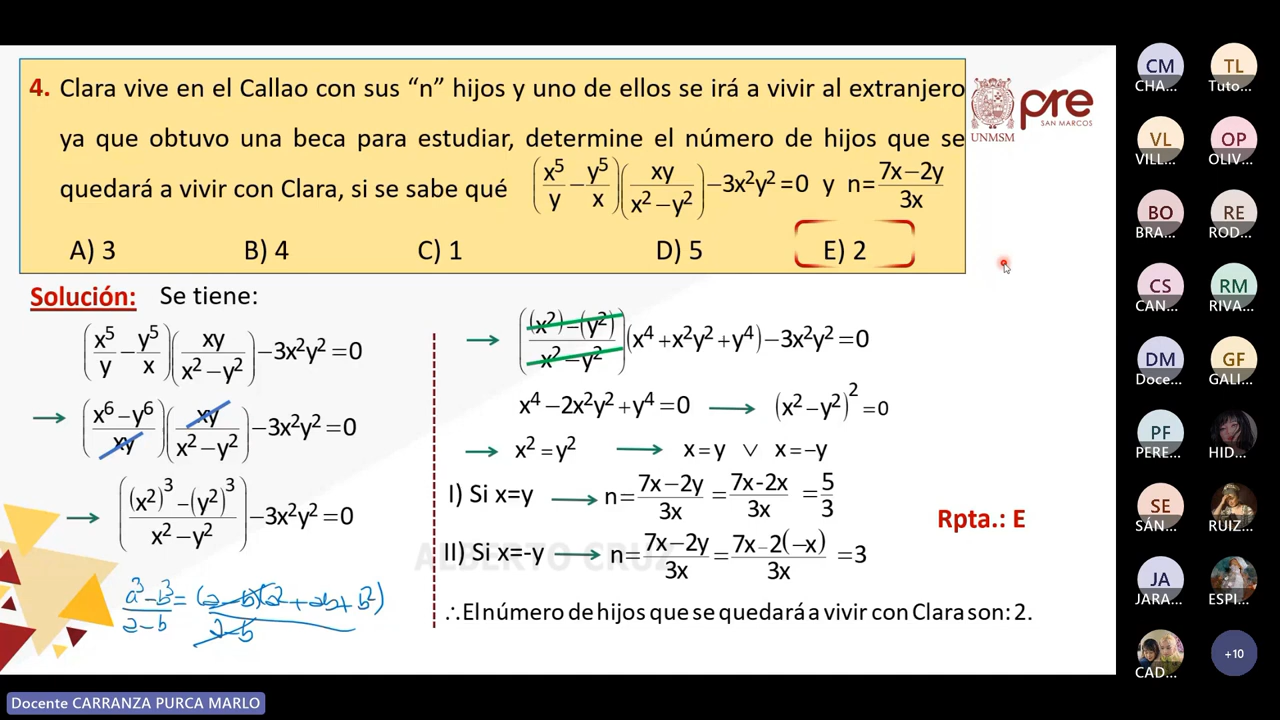 4. Clara vive en el Callao con sus “n” hijos y uno de ellos se irá a vivir al extranjero
ya que obtuvo una beca para estudiar, determine el número de hijos que se
quedará a vivir con Clara, si se sabe qué (x⁵/y − y⁵/x)(xy/(x²−y²)) −3x²y²=0 y n=(7x−2y)/3x
A) 3 B) 4 C) 1 D) 5 E) 2
UNMSM
pre
SAN MARCOS
Solución: Se tiene:
(x⁵/y − y⁵/x)(xy/(x²−y²)) −3x²y²=0
→ ((x⁶−y⁶)/xy)(xy/(x²−y²)) −3x²y²=0
→ (((x²)³−(y²)³)/(x²−y²)) −3x²y²=0
a³−b³/a−b = (a−b)(a²+ab+b²)/a−b
→ (((x²)−(y²))/(x²−y²))(x⁴+x²y²+y⁴)−3x²y²=0
x⁴−2x²y²+y⁴=0 → (x²−y²)²=0
→ x²=y² → x=y ∨ x=−y
I) Si x=y → n=(7x−2y)/3x=(7x-2x)/3x=5/3
II) Si x=-y → n=(7x−2y)/3x=(7x−2(−x))/3x=3
ALBERTO CRUZ
∴El número de hijos que se quedará a vivir con Clara son: 2.
Rpta.: E
CM TL
CHA... Tuto...
VL OP
VILL... OLIV...
BO RE
BRA... ROD...
CS RM
CAN... RIVA...
DM GF
Doce... GALI...
PF
PERE... HID...
SE
SÁN... RUIZ...
JA
JARA... ESPI...
CAD... +10
Docente CARRANZA PURCA MARLO